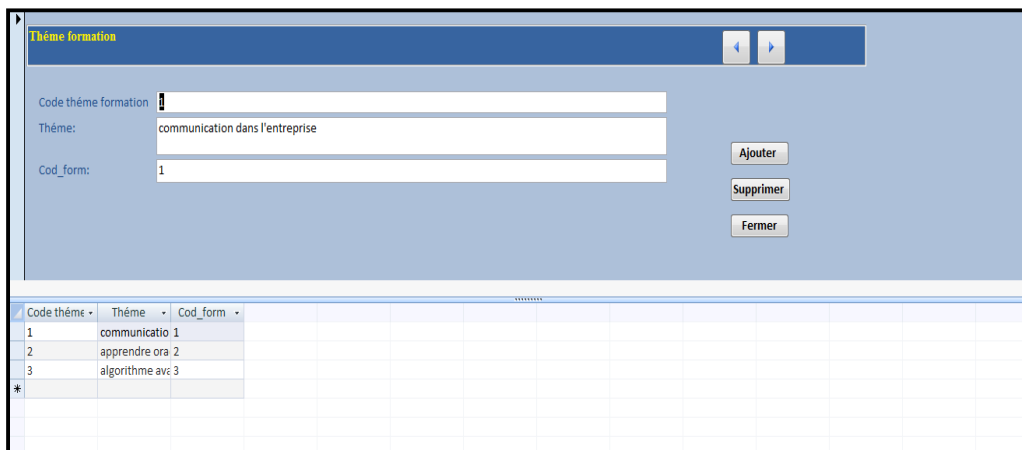 Théme formation
Code théme formation 1
Théme: communication dans l'entreprise
Cod_form: 1
Ajouter
Supprimer
Fermer
Code théme Théme Cod_form
1 communicatio 1
2 apprendre ora 2
3 algorithme ava 3
*